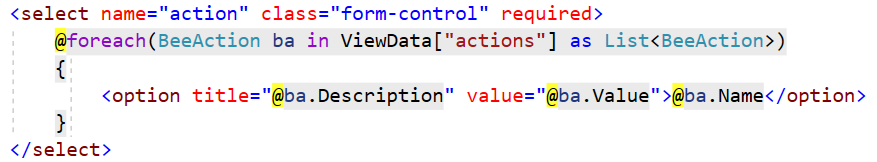 <select name="action" class="form-control" required>
@foreach(BeeAction ba in ViewData["actions"] as List<BeeAction>)
{
<option title="@ba.Description" value="@ba.Value">@ba.Name</option>
}
</select>